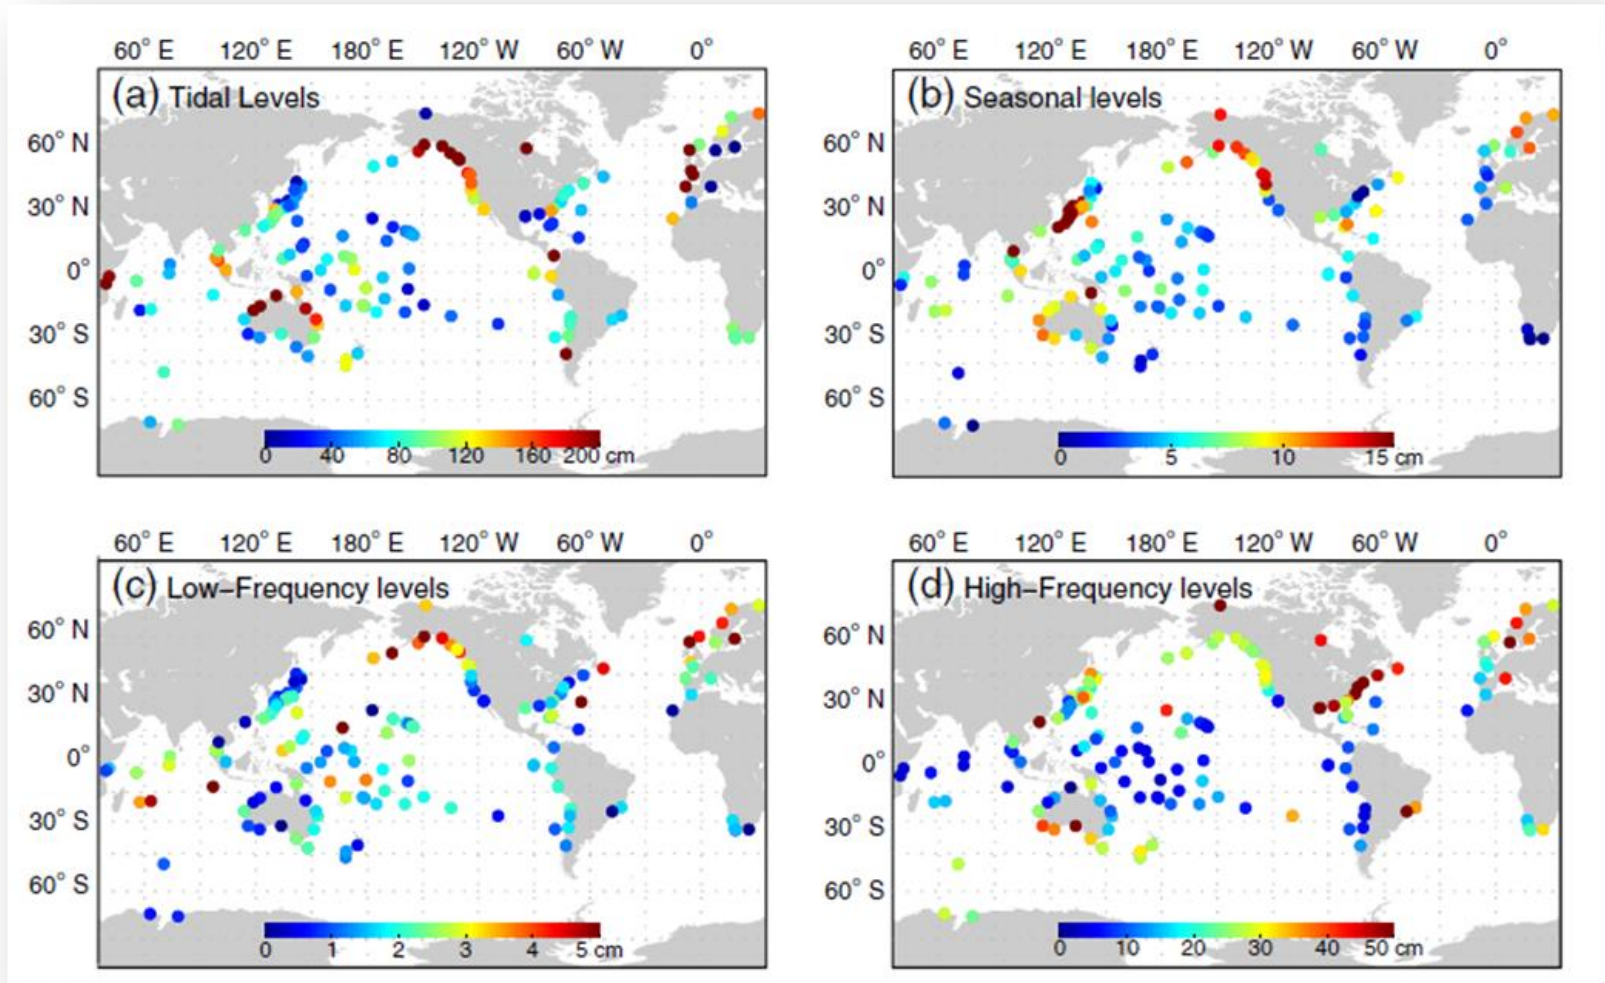 60° E 120° E 180° E 120° W 60° W 0°
(a) Tidal Levels
60° N
30° N
0°
30° S
60° S
0 40 80 120 160 200 cm
60° E 120° E 180° E 120° W 60° W 0°
(b) Seasonal levels
60° N
30° N
0°
30° S
60° S
0 5 10 15 cm
60° E 120° E 180° E 120° W 60° W 0°
(c) Low−Frequency levels
60° N
30° N
0°
30° S
60° S
0 1 2 3 4 5 cm
60° E 120° E 180° E 120° W 60° W 0°
(d) High−Frequency levels
60° N
30° N
0°
30° S
60° S
0 10 20 30 40 50 cm